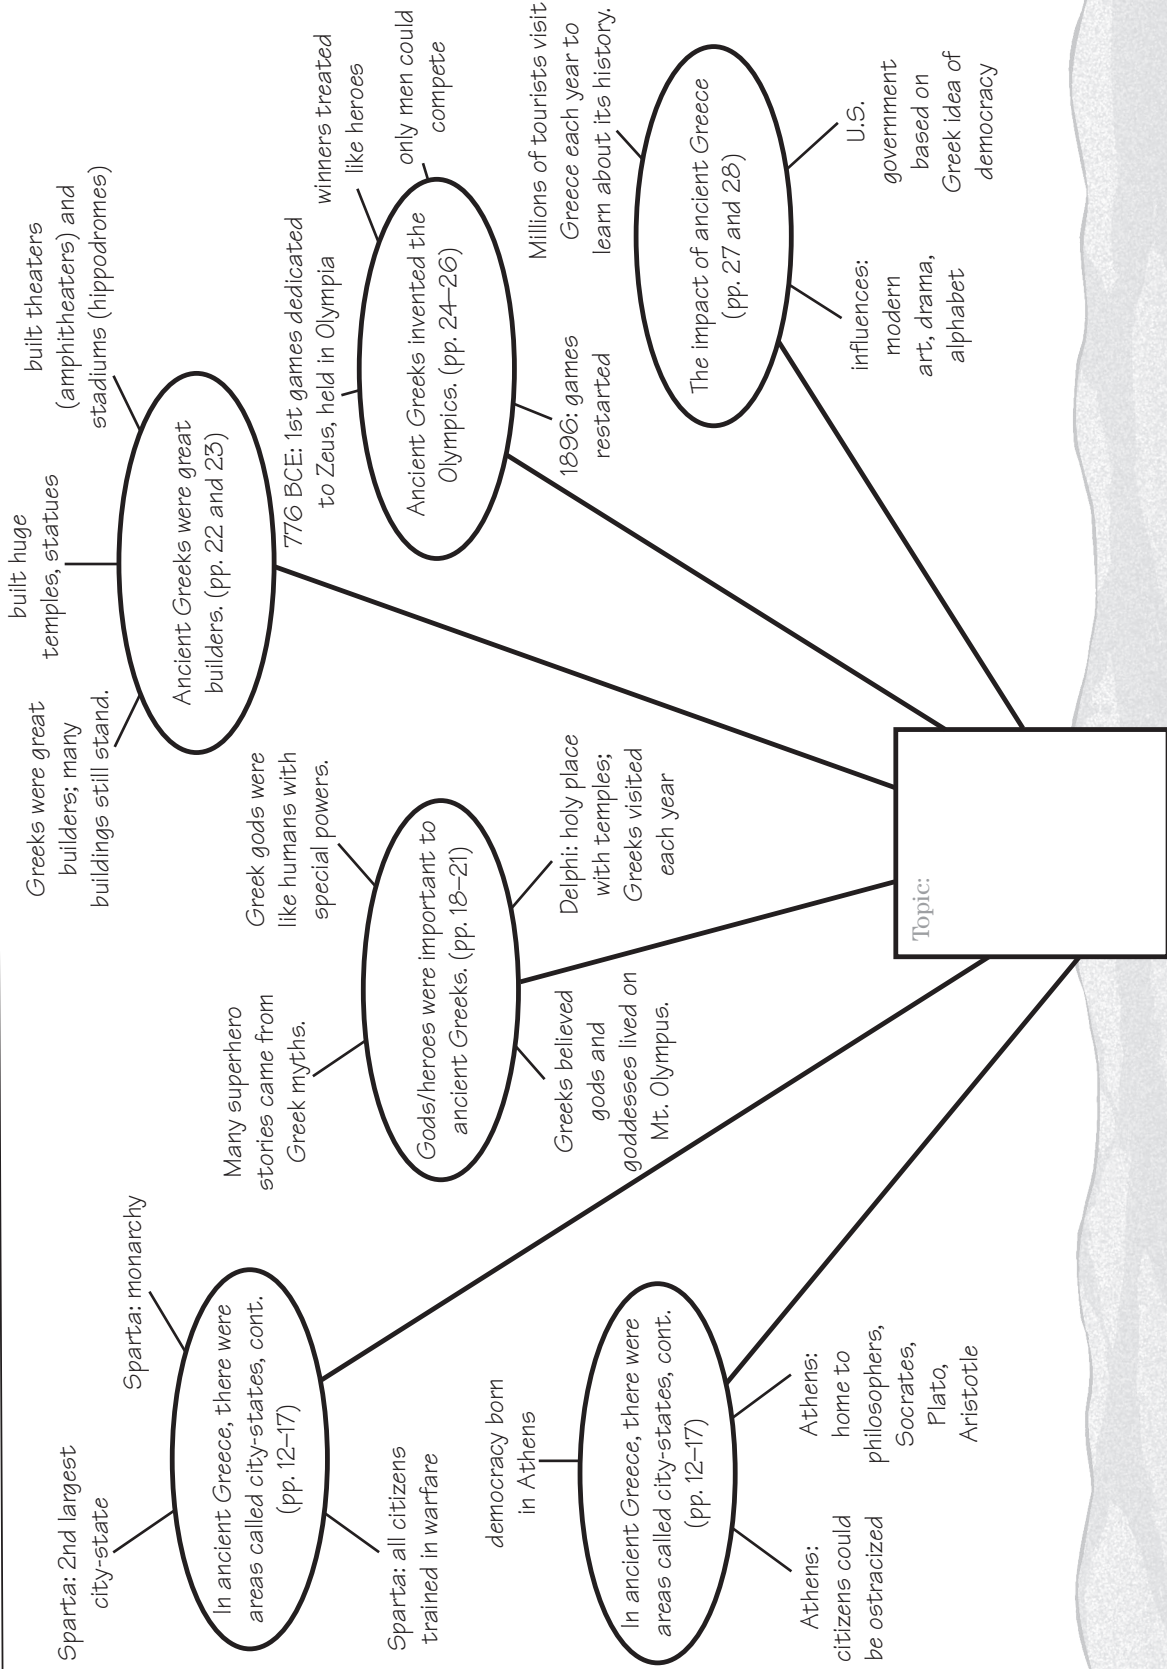 Sparta: 2nd largest
city-state
Sparta: monarchy
In ancient Greece, there were
areas called city-states, cont.
(pp. 12–17)
Sparta: all citizens
trained in warfare
democracy born
in Athens
In ancient Greece, there were
areas called city-states, cont.
(pp. 12–17)
Athens:
citizens could
be ostracized
Athens:
home to
philosophers,
Socrates,
Plato,
Aristotle
Many superhero
stories came from
Greek myths.
Greek gods were
like humans with
special powers.
Gods/heroes were important to
ancient Greeks. (pp. 18–21)
Greeks believed
gods and
goddesses lived on
Mt. Olympus.
Delphi: holy place
with temples;
Greeks visited
each year
Greeks were great
builders; many
buildings still stand.
built huge
temples, statues
built theaters
(amphitheaters) and
stadiums (hippodromes)
Ancient Greeks were great
builders. (pp. 22 and 23)
776 BCE: 1st games dedicated
to Zeus, held in Olympia
winners treated
like heroes
only men could
compete
Ancient Greeks invented the
Olympics. (pp. 24–26)
1896: games
restarted
Millions of tourists visit
Greece each year to
learn about its history.
The impact of ancient Greece
(pp. 27 and 28)
influences:
modern
art, drama,
alphabet
U.S.
government
based on
Greek idea of
democracy
Topic: